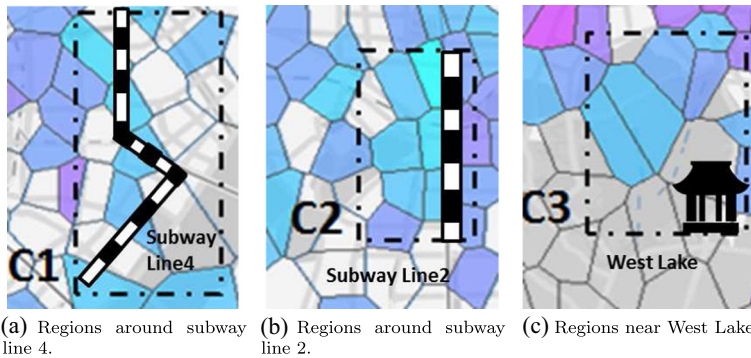 C1
Subway
Line4
C2
Subway Line2
C3
West Lake
(a) Regions around subway
line 4.
(b) Regions around subway
line 2.
(c) Regions near West Lake